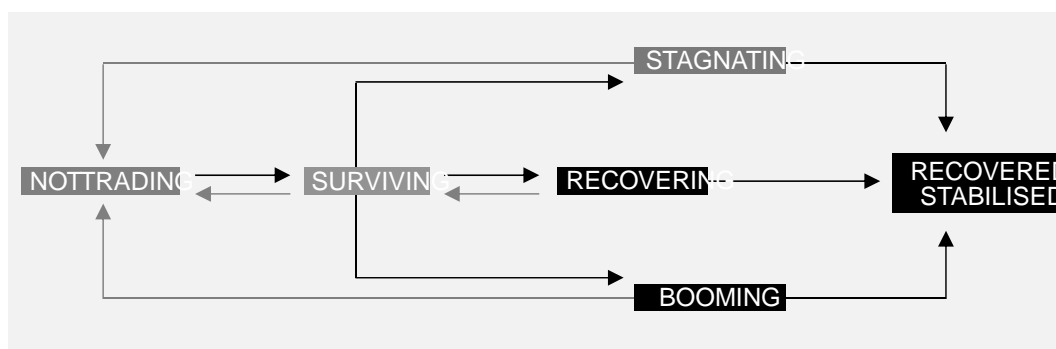 STAGNATING
NOTTRADING
SURVIVING
RECOVERING
RECOVERED
STABILISED
BOOMING